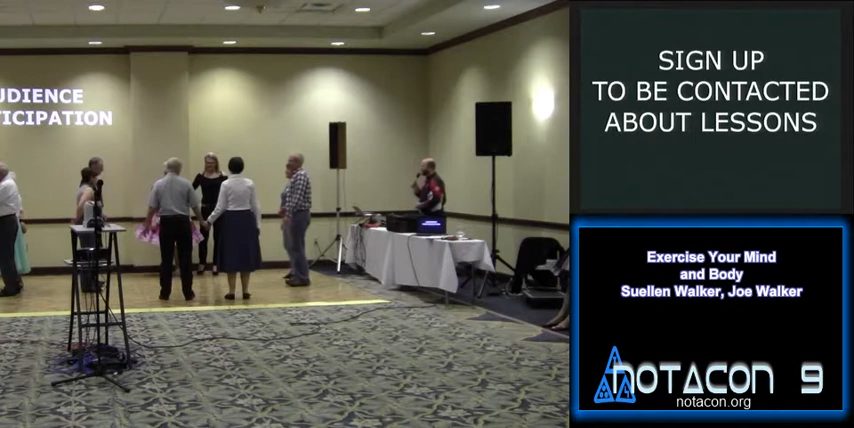 UDIENCE
ICIPATION
SIGN UP
TO BE CONTACTED
ABOUT LESSONS
Exercise Your Mind
and Body
Suellen Walker, Joe Walker
NOTACON 9
notacon.org